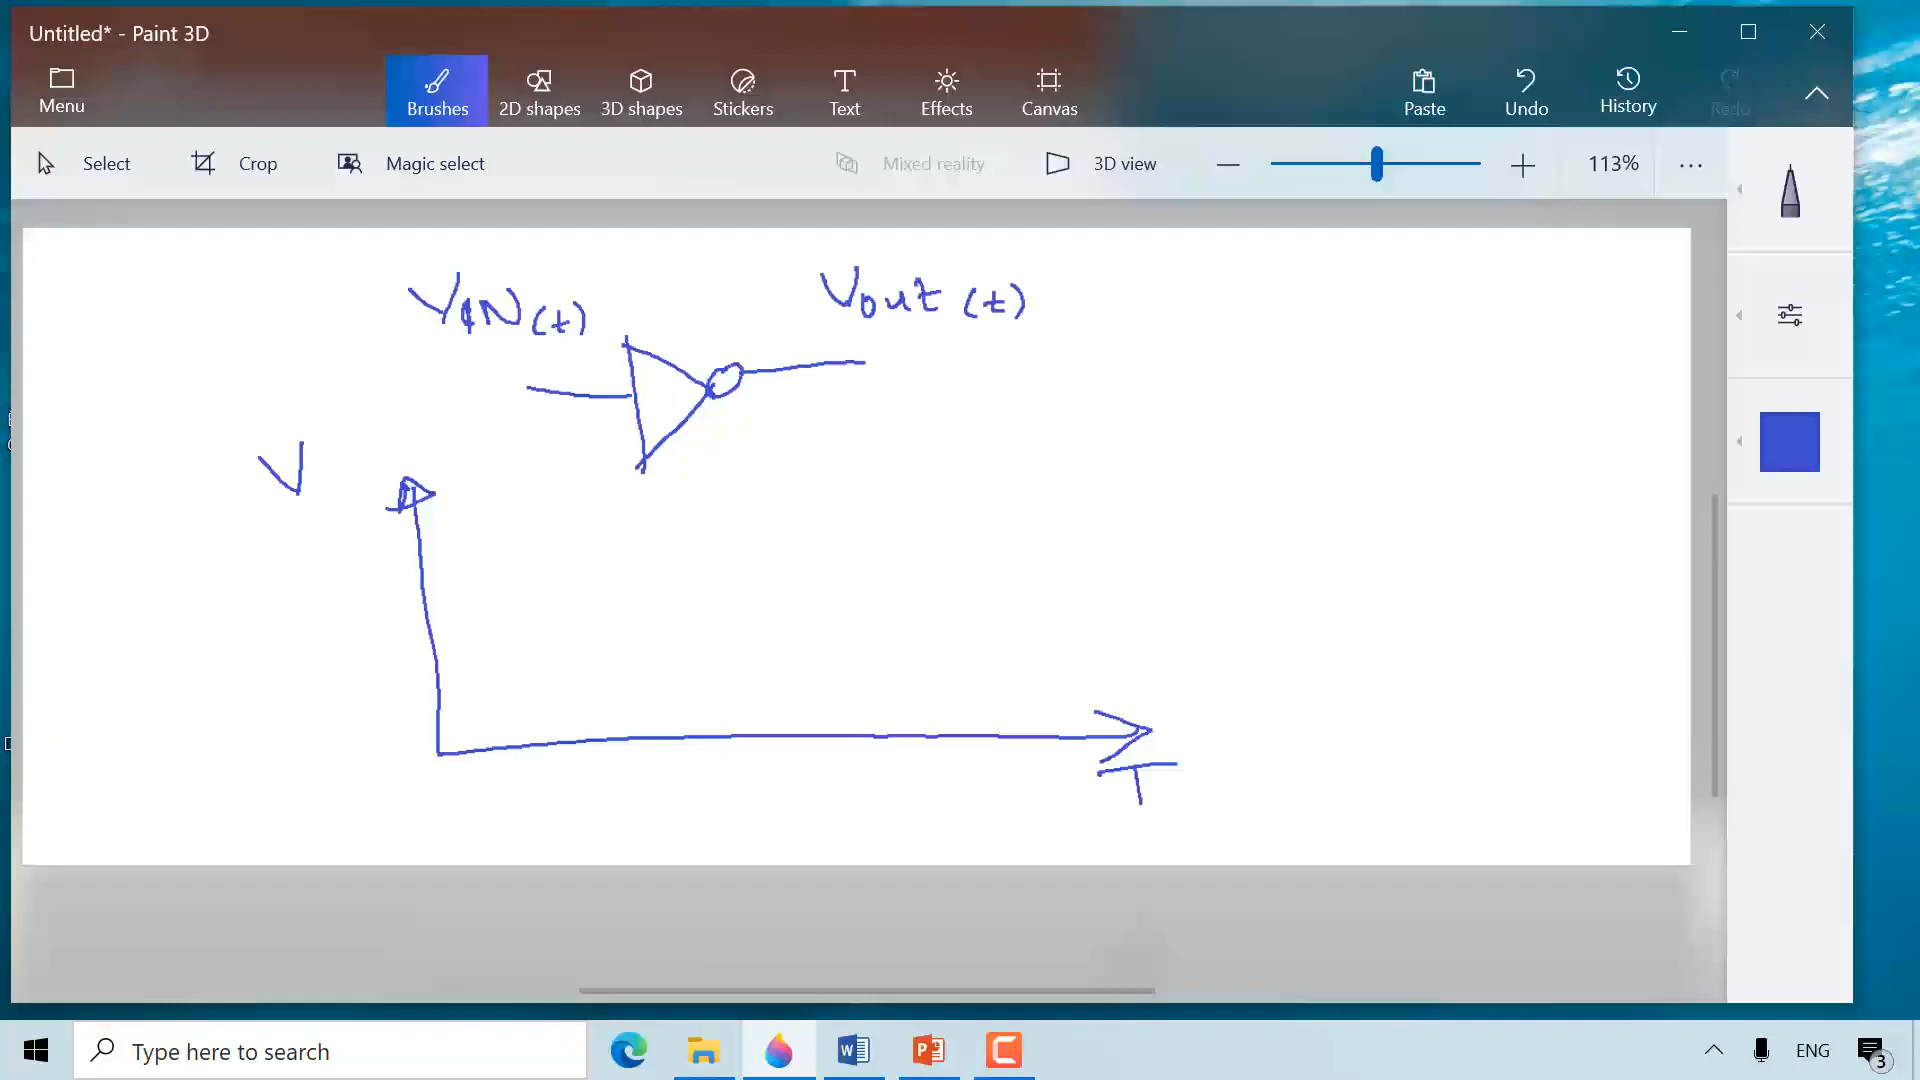 Untitled* - Paint 3D
Menu
Brushes
2D shapes
3D shapes
Stickers
Text
Effects
Canvas
Paste
Undo
History
Redo
Select
Crop
Magic select
Mixed reality
3D view
113%
VIN(t)
Vout (t)
V
T
Type here to search
ENG
3